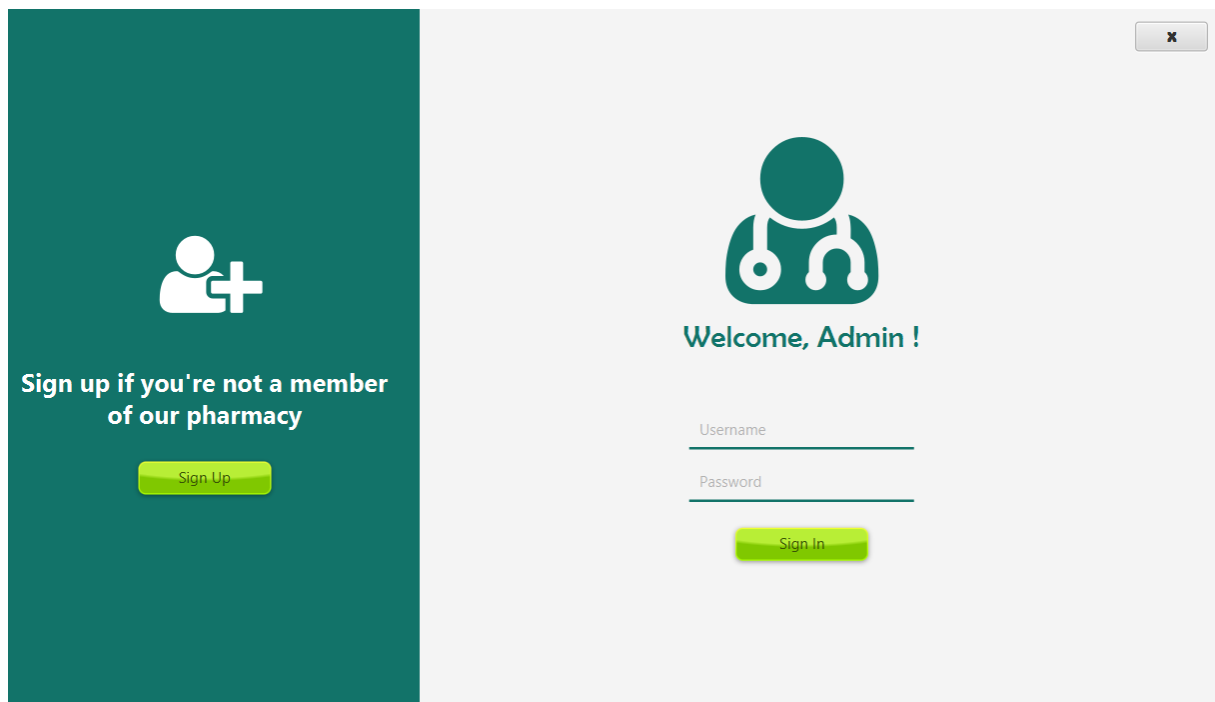 Sign up if you're not a member
of our pharmacy
Sign Up
x
Welcome, Admin !
Username
Password
Sign In